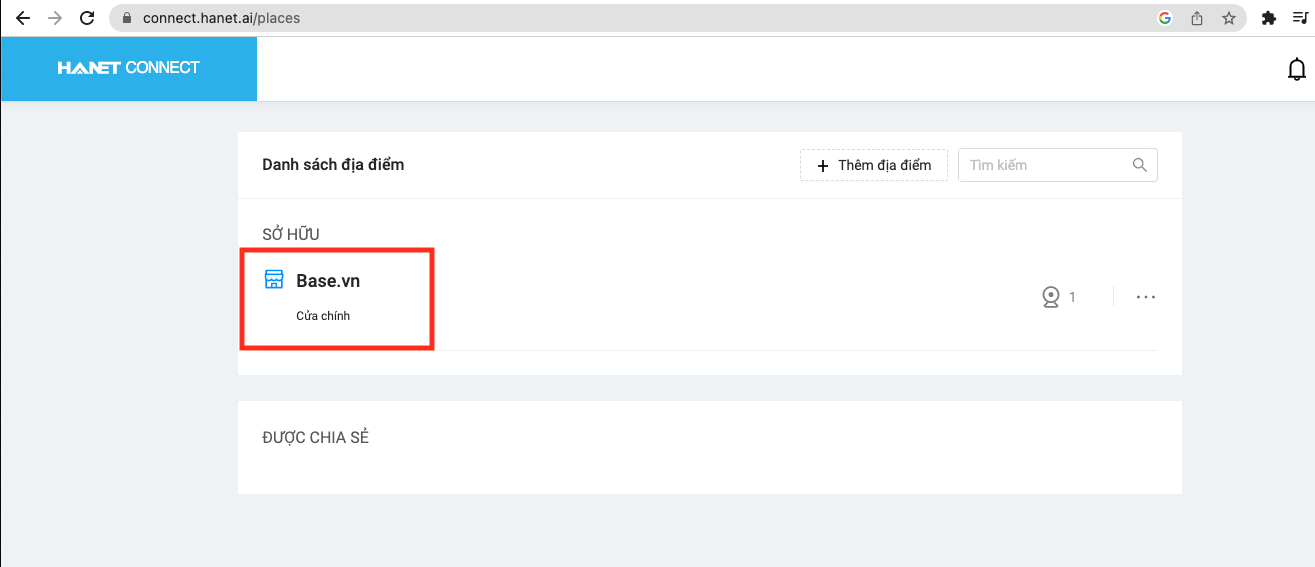 connect.hanet.ai/places
HANET CONNECT
Danh sách địa điểm
+ Thêm địa điểm
Tìm kiếm
SỞ HỮU
Base.vn
Cửa chính
1
ĐƯỢC CHIA SẺ